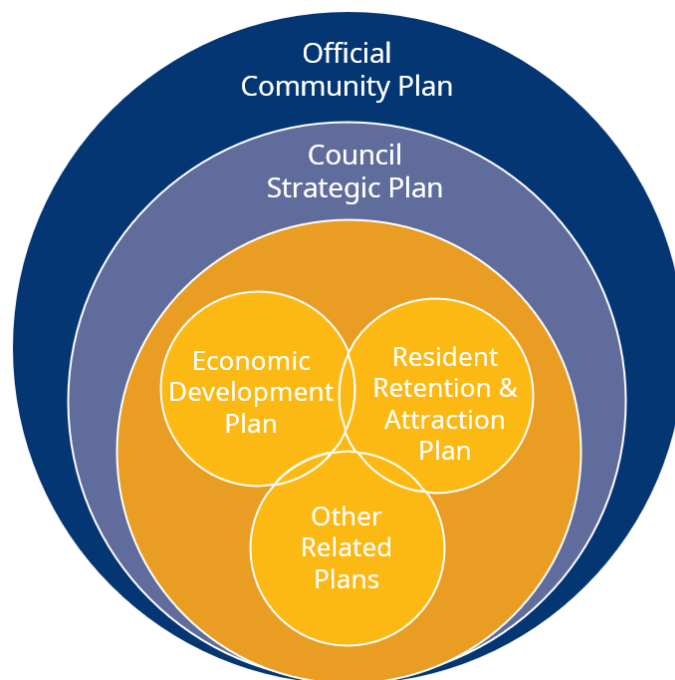 Official
Community Plan
Council
Strategic Plan
Economic
Development
Plan
Resident
Retention &
Attraction
Plan
Other
Related
Plans